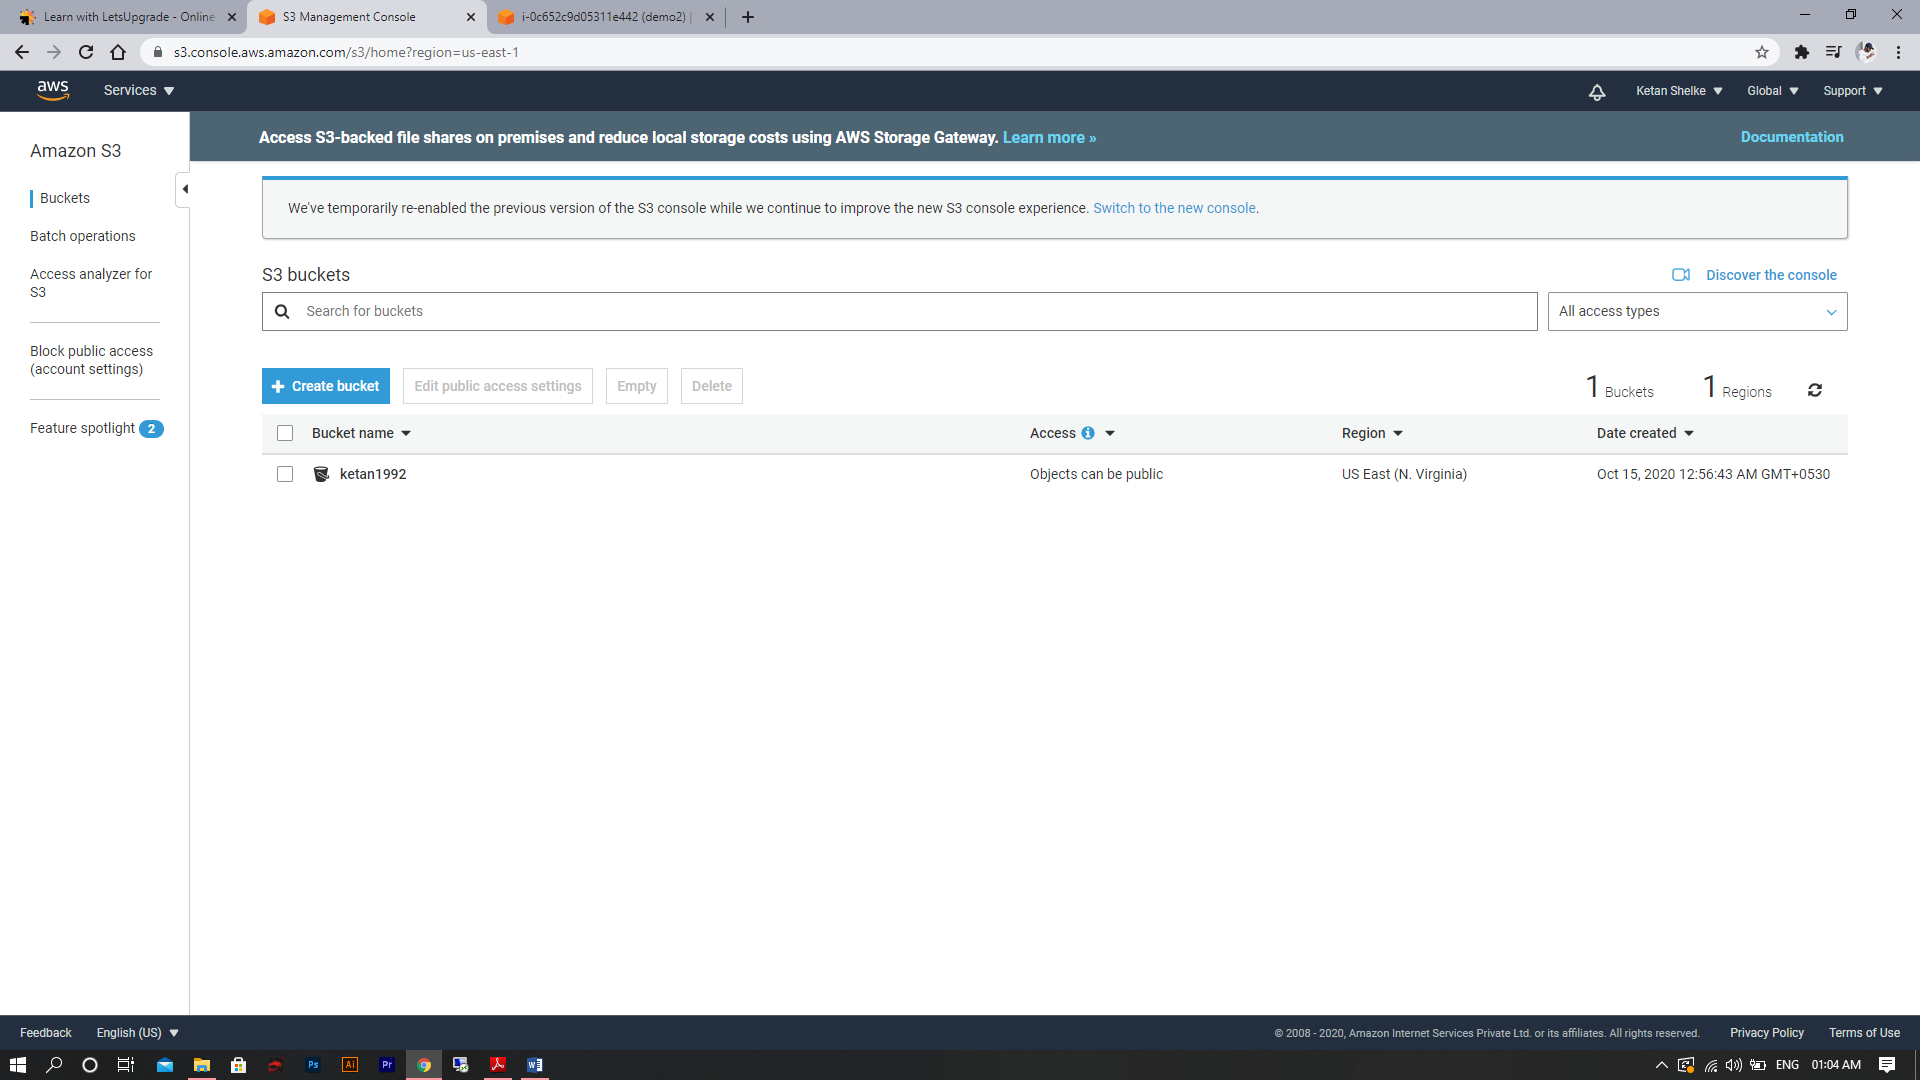 Learn with LetsUpgrade - Online
S3 Management Console
i-0c652c9d05311e442 (demo2) |
s3.console.aws.amazon.com/s3/home?region=us-east-1
aws
Services
Ketan Shelke
Global
Support
Amazon S3
Buckets
Batch operations
Access analyzer for
S3
Block public access
(account settings)
Feature spotlight 2
Access S3-backed file shares on premises and reduce local storage costs using AWS Storage Gateway. Learn more »
Documentation
We've temporarily re-enabled the previous version of the S3 console while we continue to improve the new S3 console experience. Switch to the new console.
S3 buckets
Discover the console
Search for buckets
All access types
Create bucket
Edit public access settings
Empty
Delete
1 Buckets
1 Regions
Bucket name
Access
Region
Date created
ketan1992
Objects can be public
US East (N. Virginia)
Oct 15, 2020 12:56:43 AM GMT+0530
Feedback
English (US)
© 2008 - 2020, Amazon Internet Services Private Ltd. or its affiliates. All rights reserved.
Privacy Policy
Terms of Use
Ps
Ai
Pr
ENG
01:04 AM